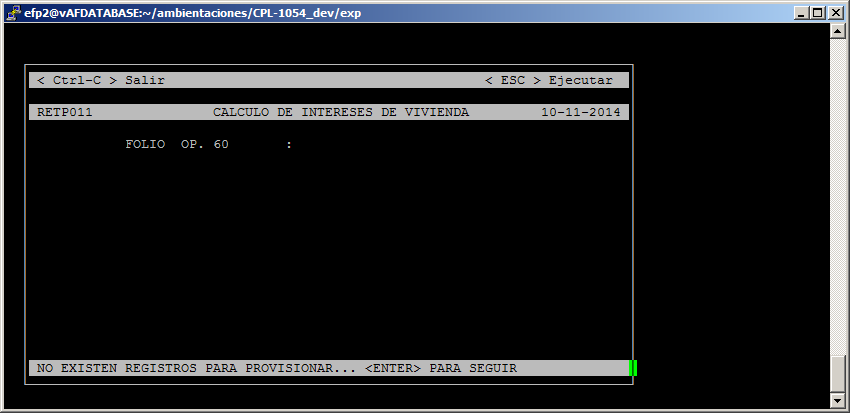 efp2@vAFDATABASE:~/ambientaciones/CPL-1054_dev/exp
< Ctrl-C > Salir < ESC > Ejecutar
RETP011 CALCULO DE INTERESES DE VIVIENDA 10-11-2014
FOLIO OP. 60 :
NO EXISTEN REGISTROS PARA PROVISIONAR... <ENTER> PARA SEGUIR